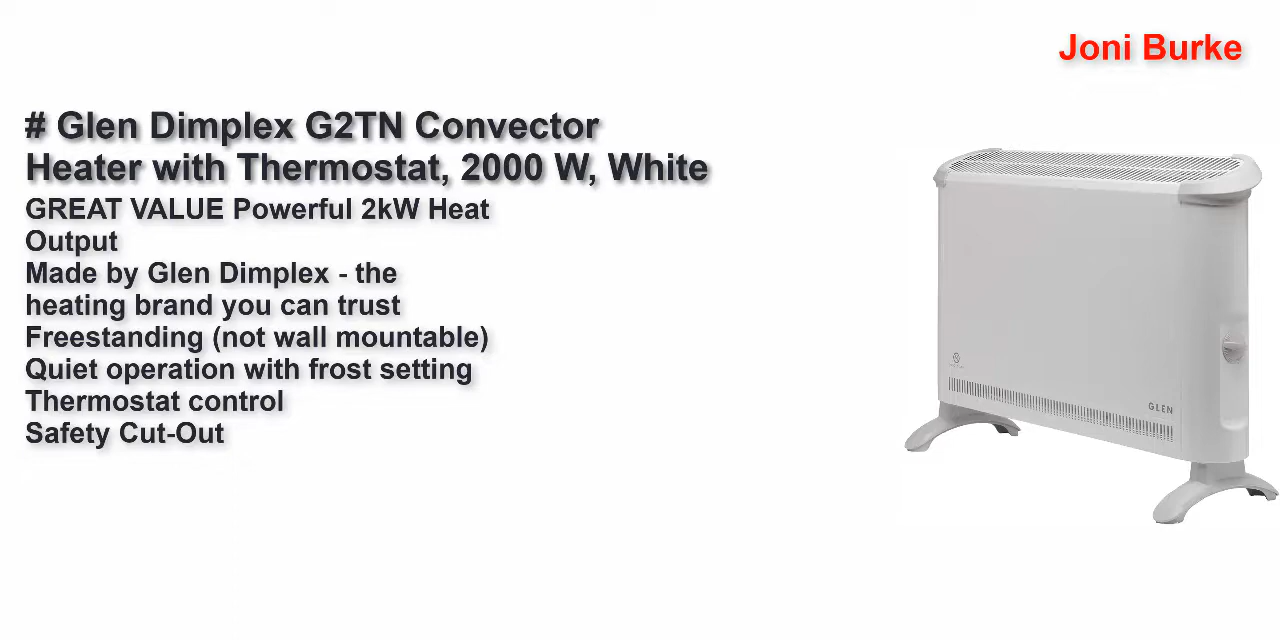 Joni Burke
# Glen Dimplex G2TN Convector
Heater with Thermostat, 2000 W, White
GREAT VALUE Powerful 2kW Heat
Output
Made by Glen Dimplex - the
heating brand you can trust
Freestanding (not wall mountable)
Quiet operation with frost setting
Thermostat control
Safety Cut-Out
GLEN